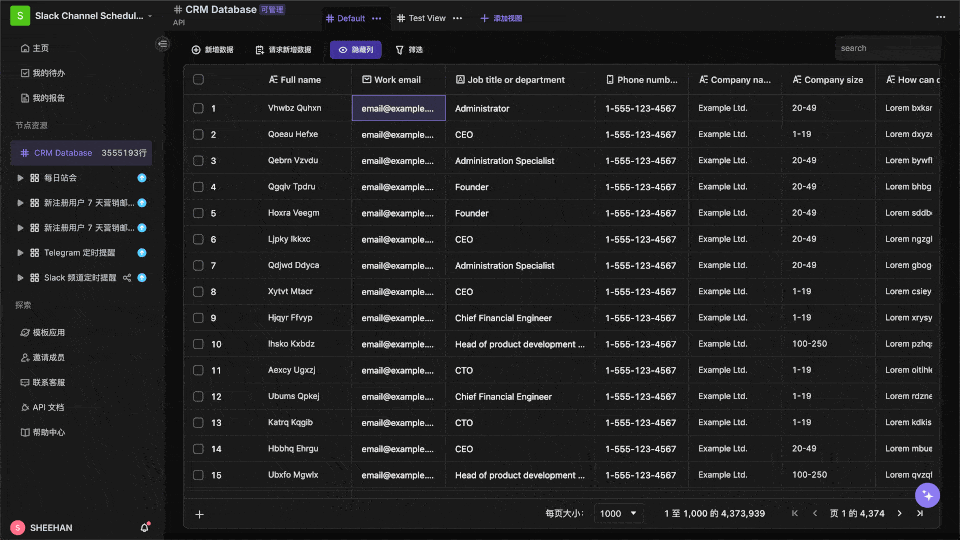 S Slack Channel Schedul...
主页
我的待办
我的报告
节点资源
CRM Database 3555193行
每日站会
新注册用户 7 天营销邮...
新注册用户 7 天营销邮...
Telegram 定时提醒
Slack 频道定时提醒
探索
模板应用
邀请成员
联系客服
API 文档
帮助中心
S SHEEHAN
CRM Database 可管理
API
Default
Test View
添加视图
新增数据 请求新增数据 隐藏列 筛选 search
Full name Work email Job title or department Phone numb... Company na... Company size How can
1 Vhwbz Quhxn email@example.... Administrator 1-555-123-4567 Example Ltd. 20-49 Lorem bxksr
2 Qoeau Hefxe email@example.... CEO 1-555-123-4567 Example Ltd. 1-19 Lorem dxyze
3 Qebrn Vzvdu email@example.... Administration Specialist 1-555-123-4567 Example Ltd. 20-49 Lorem bywfl
4 Qgqlv Tpdru email@example.... Founder 1-555-123-4567 Example Ltd. 20-49 Lorem bhbg
5 Hoxra Veegm email@example.... Founder 1-555-123-4567 Example Ltd. 20-49 Lorem sddb
6 Ljpky Ikkxc email@example.... CEO 1-555-123-4567 Example Ltd. 20-49 Lorem ngzgl
7 Qdjwd Ddyca email@example.... Administration Specialist 1-555-123-4567 Example Ltd. 20-49 Lorem gbog
8 Xytvt Mtacr email@example.... CEO 1-555-123-4567 Example Ltd. 1-19 Lorem csiey
9 Hjqyr Ffvyp email@example.... Chief Financial Engineer 1-555-123-4567 Example Ltd. 20-49 Lorem xrysy
10 Ihsko Kxbdz email@example.... Head of product development ... 1-555-123-4567 Example Ltd. 100-250 Lorem pzhq
11 Aexcy Ugxzj email@example.... CTO 1-555-123-4567 Example Ltd. 1-19 Lorem oitlhk
12 Ubums Qpkej email@example.... Chief Financial Engineer 1-555-123-4567 Example Ltd. 1-19 Lorem rdzne
13 Katrq Kqgib email@example.... CTO 1-555-123-4567 Example Ltd. 1-19 Lorem kdkis
14 Hbbhq Ehrgu email@example.... CEO 1-555-123-4567 Example Ltd. 20-49 Lorem mbue
15 Ubxfo Mgwlx email@example.... Head of product development ... 1-555-123-4567 Example Ltd. 100-250 Lorem qvzqf
每页大小: 1000 1 至 1,000 的 4,373,939 页 1 的 4,374